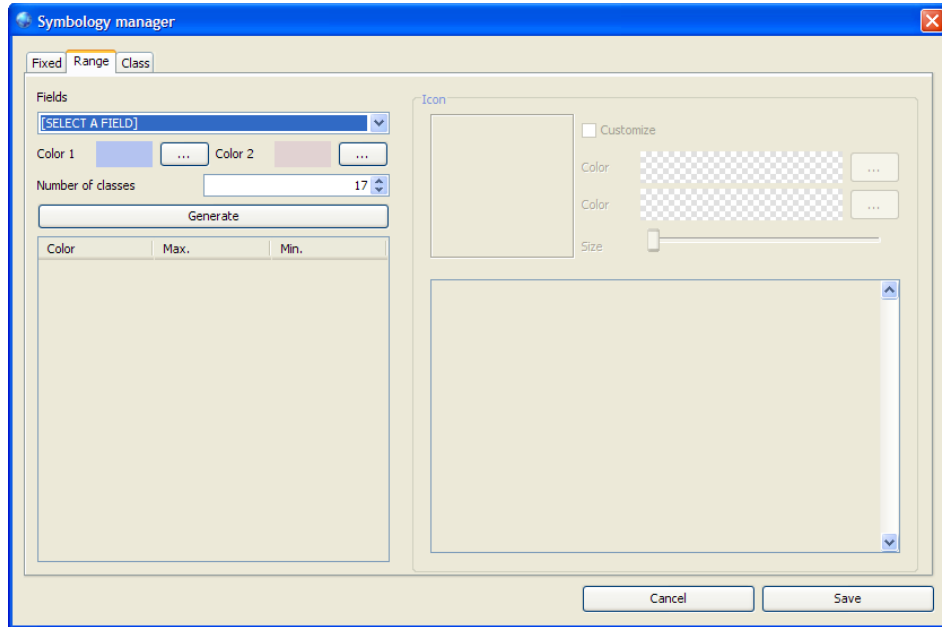 Symbology manager
Fixed Range Class
Fields
[SELECT A FIELD]
Color 1 ... Color 2 ...
Number of classes 17
Generate
Color Max. Min.
Icon
Customize
Color ...
Color ...
Size
Cancel Save